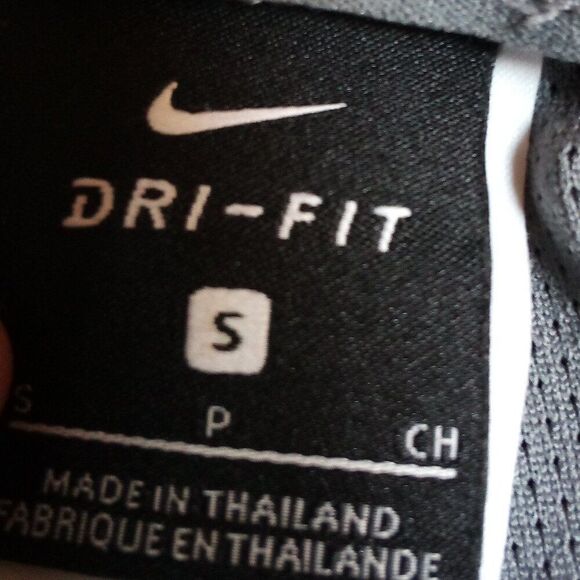 DRI-FIT
S
S P CH
MADE IN THAILAND
FABRIQUE EN THAILANDE